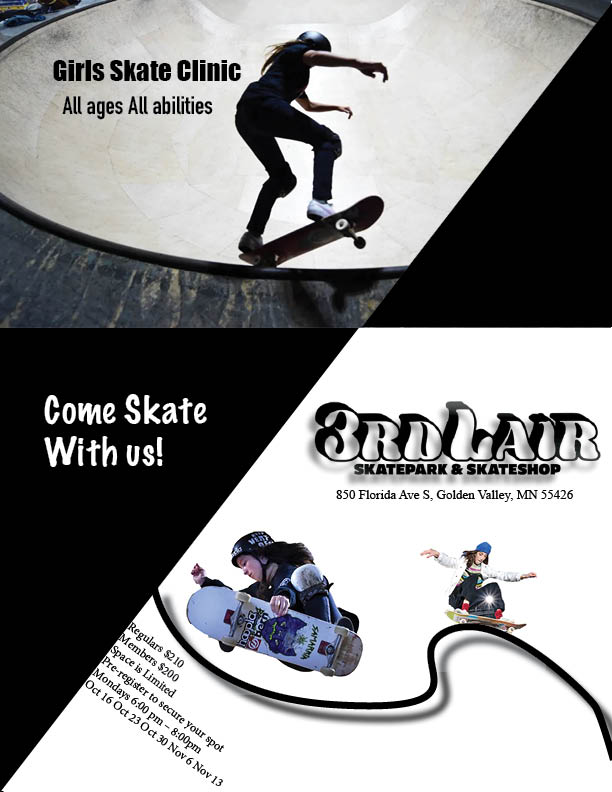 Girls Skate Clinic
All ages All abilities
Come Skate
With us!
3RD LAIR
SKATEPARK & SKATESHOP
850 Florida Ave S, Golden Valley, MN 55426
Regulars $210
Members $200
Space is Limited
Pre-register to secure your spot
Mondays 6:00 pm – 8:00pm
Oct 16 Oct 23 Oct 30 Nov 6 Nov 13